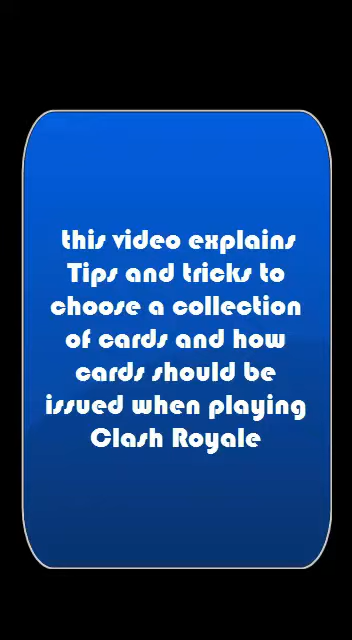 this video explains
Tips and tricks to
choose a collection
of cards and how
cards should be
issued when playing
Clash Royale